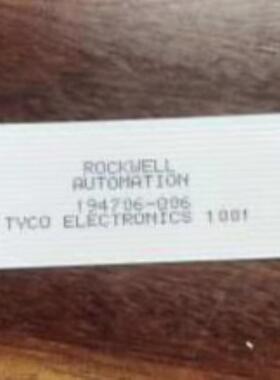 ROCKWELL
AUTOMATION
194706-006
TYCO ELECTRONICS 1001